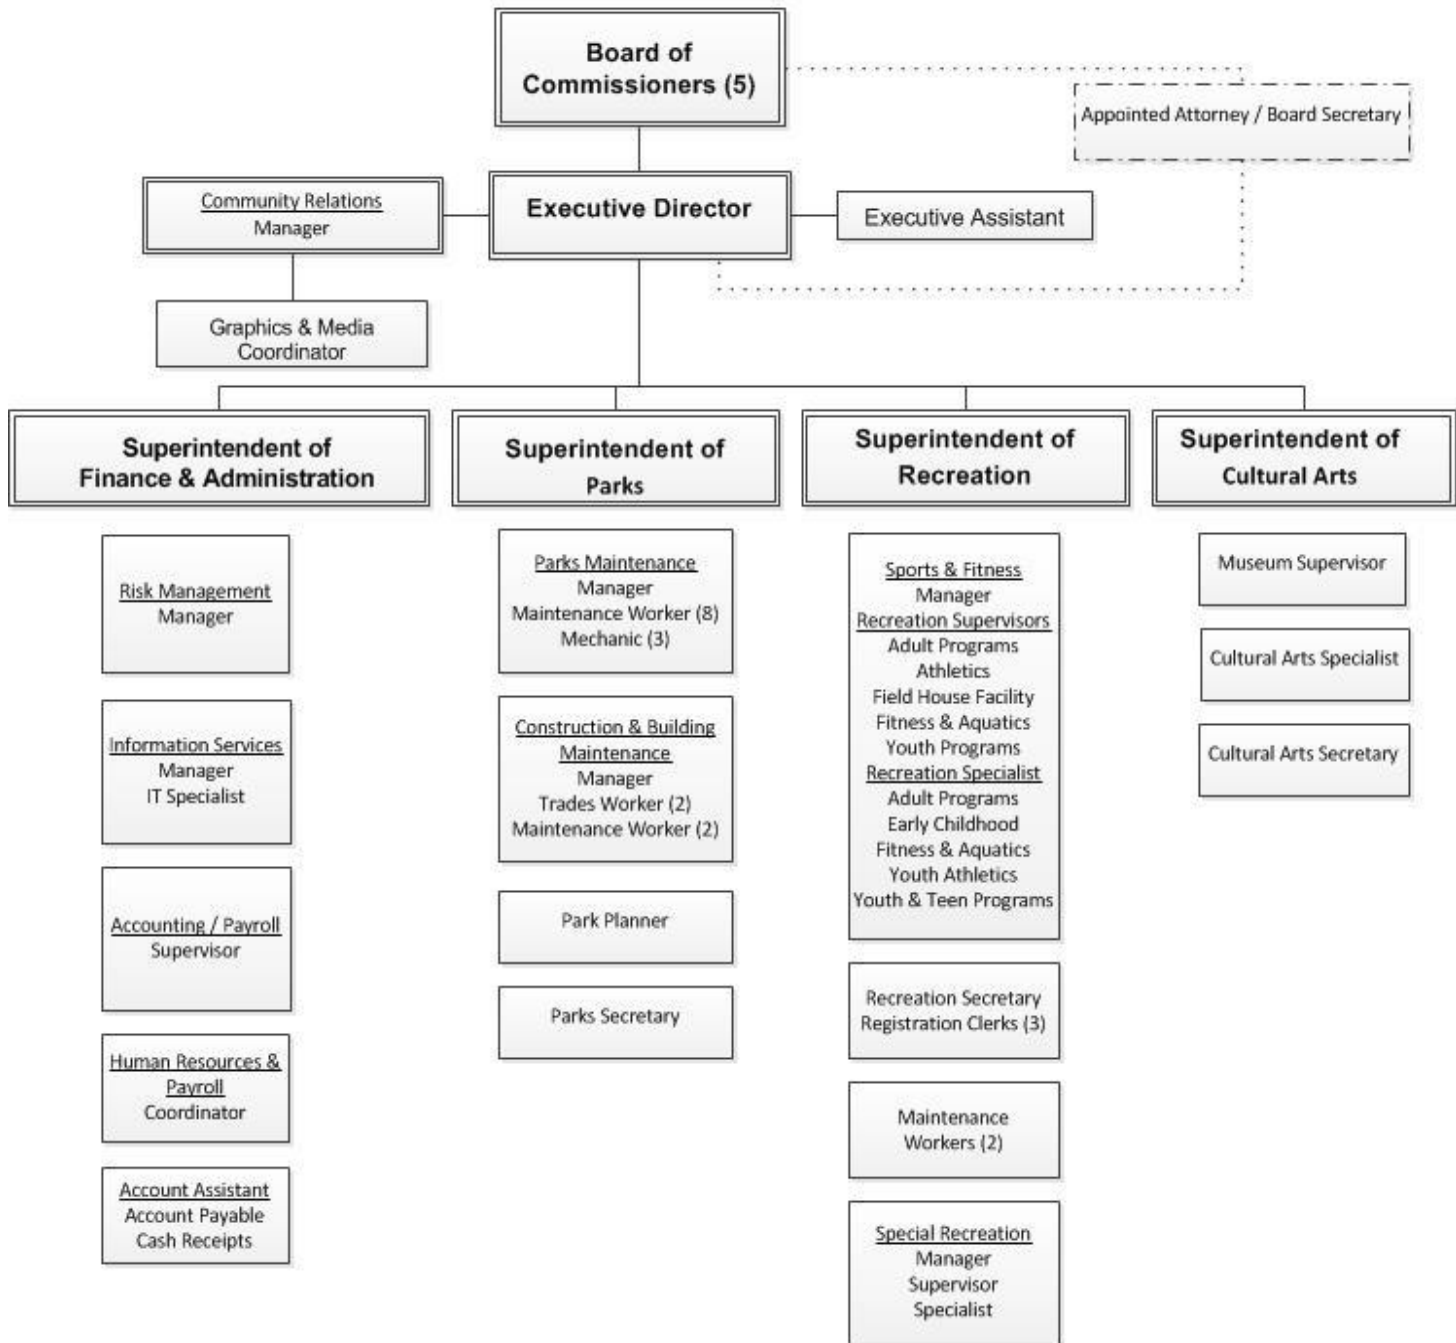 Board of
Commissioners (5)
Appointed Attorney / Board Secretary
Community Relations
Manager
Executive Director
Executive Assistant
Graphics & Media
Coordinator
Superintendent of
Finance & Administration
Superintendent of
Parks
Superintendent of
Recreation
Superintendent of
Cultural Arts
Risk Management
Manager
Information Services
Manager
IT Specialist
Accounting / Payroll
Supervisor
Human Resources &
Payroll
Coordinator
Account Assistant
Account Payable
Cash Receipts
Parks Maintenance
Manager
Maintenance Worker (8)
Mechanic (3)
Construction & Building
Maintenance
Manager
Trades Worker (2)
Maintenance Worker (2)
Park Planner
Parks Secretary
Sports & Fitness
Manager
Recreation Supervisors
Adult Programs
Athletics
Field House Facility
Fitness & Aquatics
Youth Programs
Recreation Specialist
Adult Programs
Early Childhood
Fitness & Aquatics
Youth Athletics
Youth & Teen Programs
Recreation Secretary
Registration Clerks (3)
Maintenance
Workers (2)
Special Recreation
Manager
Supervisor
Specialist
Museum Supervisor
Cultural Arts Specialist
Cultural Arts Secretary